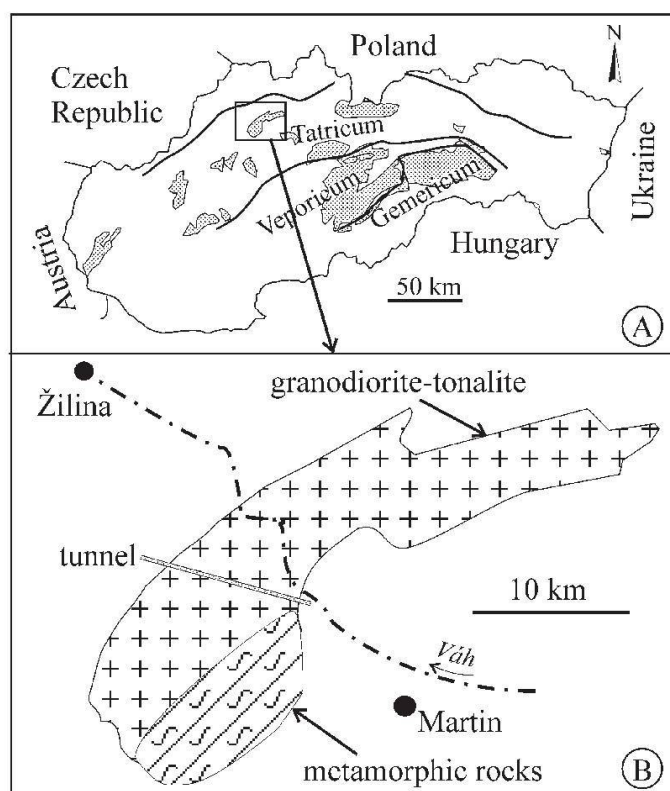 Poland
N
Czech
Republic
Tatricum
Ukraine
Veporicum
Gemericum
Austria
Hungary
50 km
A
Žilina
granodiorite-tonalite
tunnel
10 km
Váh
Martin
metamorphic rocks
B